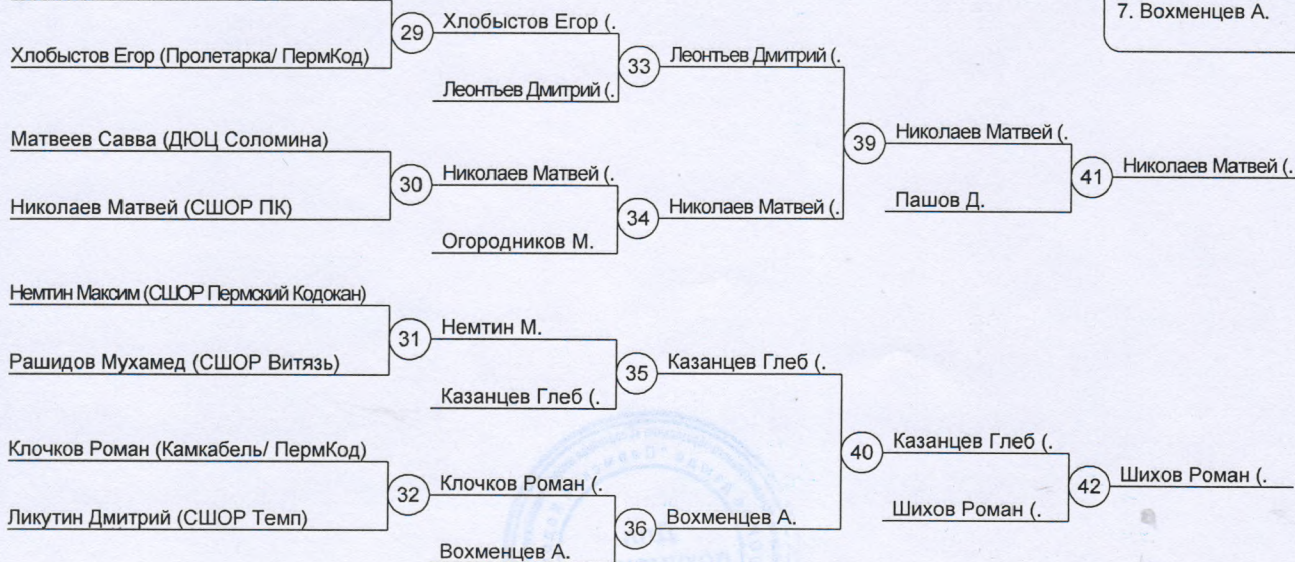 7. Вохменцев А.
29
Хлобыстов Егор (.
Хлобыстов Егор (Пролетарка/ ПермКод)
33
Леонтьев Дмитрий (.
Леонтьев Дмитрий (.
Матвеев Савва (ДЮЦ Соломина)
39
Николаев Матвей (.
30
Николаев Матвей (.
41
Николаев Матвей (.
Николаев Матвей (СШОР ПК)
34
Николаев Матвей (.
Пашов Д.
Огородников М.
Немтин Максим (СШОР Пермский Кодокан)
31
Немтин М.
Рашидов Мухамед (СШОР Витязь)
35
Казанцев Глеб (.
Казанцев Глеб (.
Клочков Роман (Камкабель/ ПермКод)
40
Казанцев Глеб (.
32
Клочков Роман (.
42
Шихов Роман (.
Ликутин Дмитрий (СШОР Темп)
36
Вохменцев А.
Шихов Роман (.
Вохменцев А.